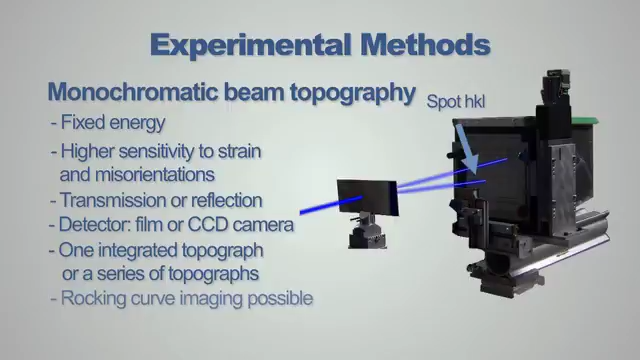 Experimental Methods
Monochromatic beam topography
Spot hkl
- Fixed energy
- Higher sensitivity to strain
and misorientations
- Transmission or reflection
- Detector: film or CCD camera
- One integrated topograph
or a series of topographs
- Rocking curve imaging possible